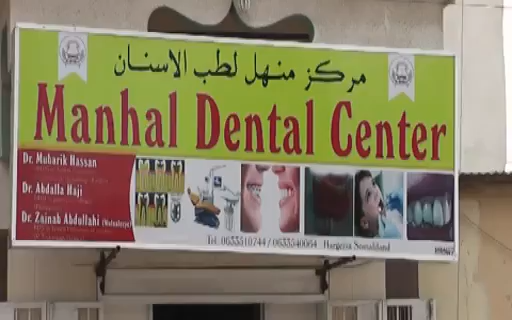 مركز منهل لطب الاسنان
Manhal Dental Center
Dr. Mubarik Hassan
Dr. Abdalla Haji
Dr. Zainab Abdullahi
Tel. 0633510744 / 0633540064 Hargeisa Somaliland